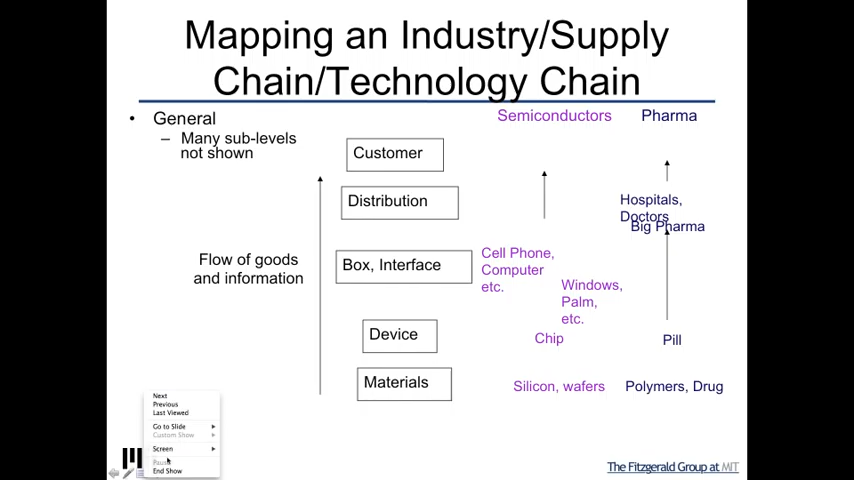 Mapping an Industry/Supply
Chain/Technology Chain
• General
– Many sub-levels
not shown
Semiconductors
Pharma
Customer
Distribution
Hospitals,
Doctors
Big Pharma
Flow of goods
and information
Box, Interface
Cell Phone,
Computer
etc.
Windows,
Palm,
etc.
Device
Chip
Pill
Materials
Silicon, wafers
Polymers, Drug
Next
Previous
Last Viewed
Go to Slide
Custom Show
Screen
End Show
The Fitzgerald Group at MIT